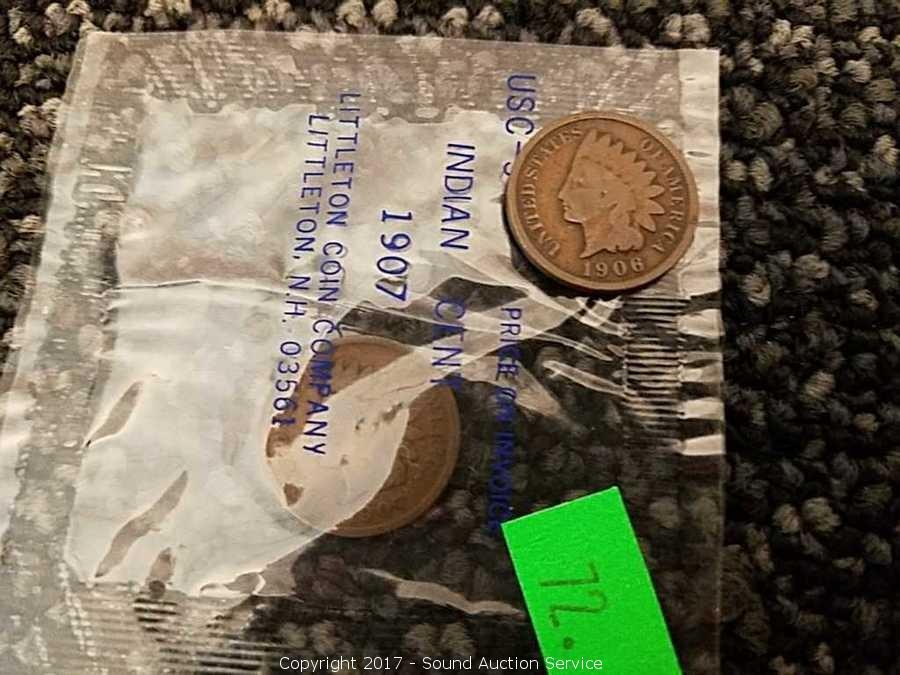 USC
PRICE ON INVOICE
INDIAN CENT
1907
LITTLETON COIN COMPANY
LITTLETON, N.H. 03561
UNITED STATES OF AMERICA
1906
72.
Copyright 2017 - Sound Auction Service